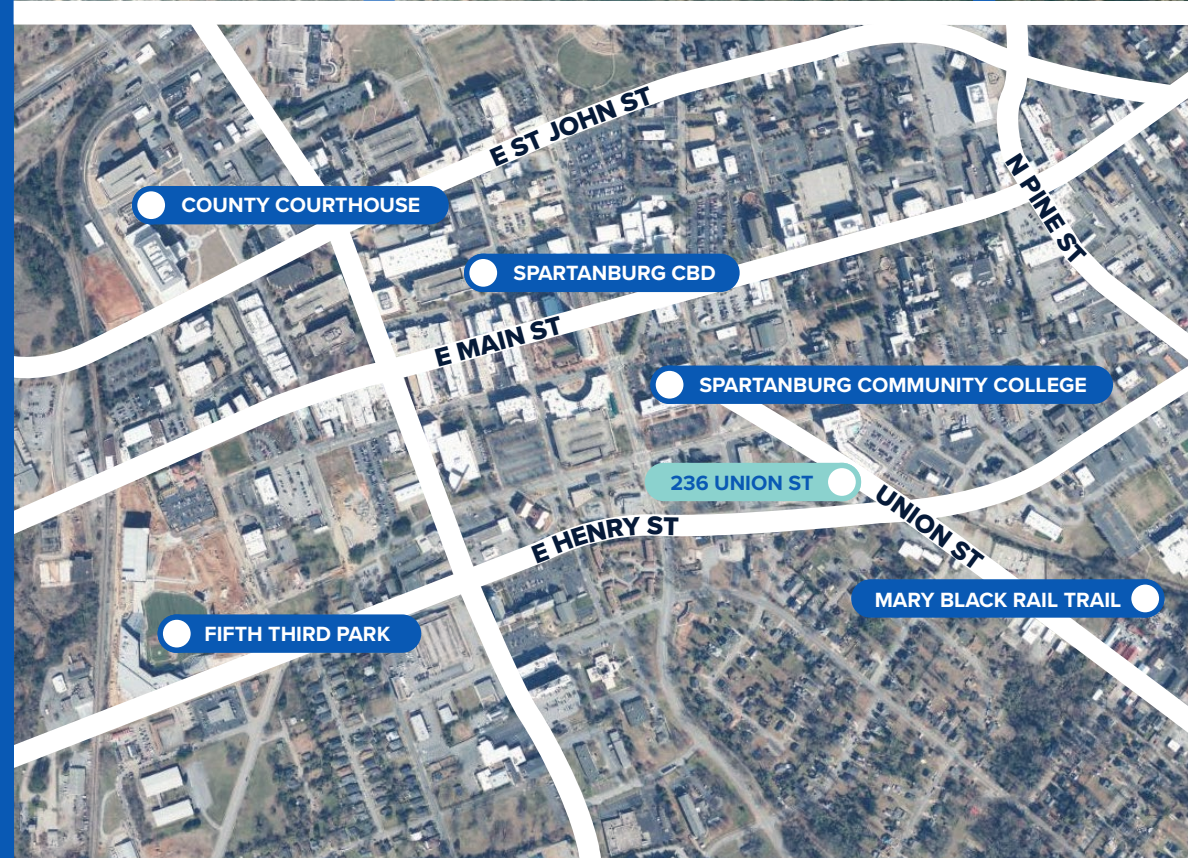 E ST JOHN ST
N PINE ST
COUNTY COURTHOUSE
SPARTANBURG CBD
E MAIN ST
SPARTANBURG COMMUNITY COLLEGE
236 UNION ST
UNION ST
E HENRY ST
MARY BLACK RAIL TRAIL
FIFTH THIRD PARK